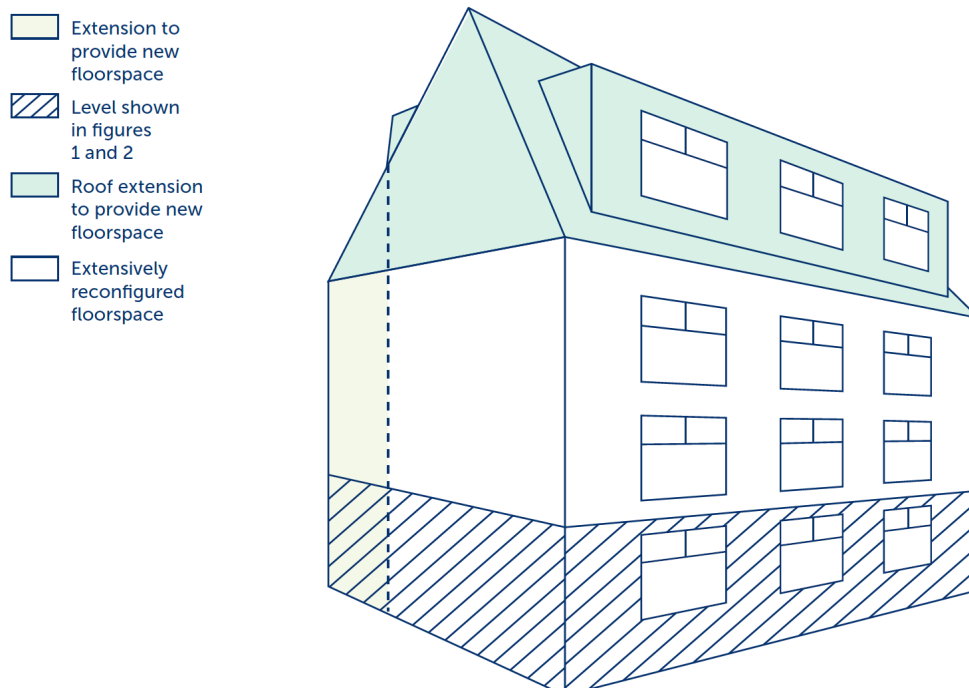 Extension to
provide new
floorspace
Level shown
in figures
1 and 2
Roof extension
to provide new
floorspace
Extensively
reconfigured
floorspace